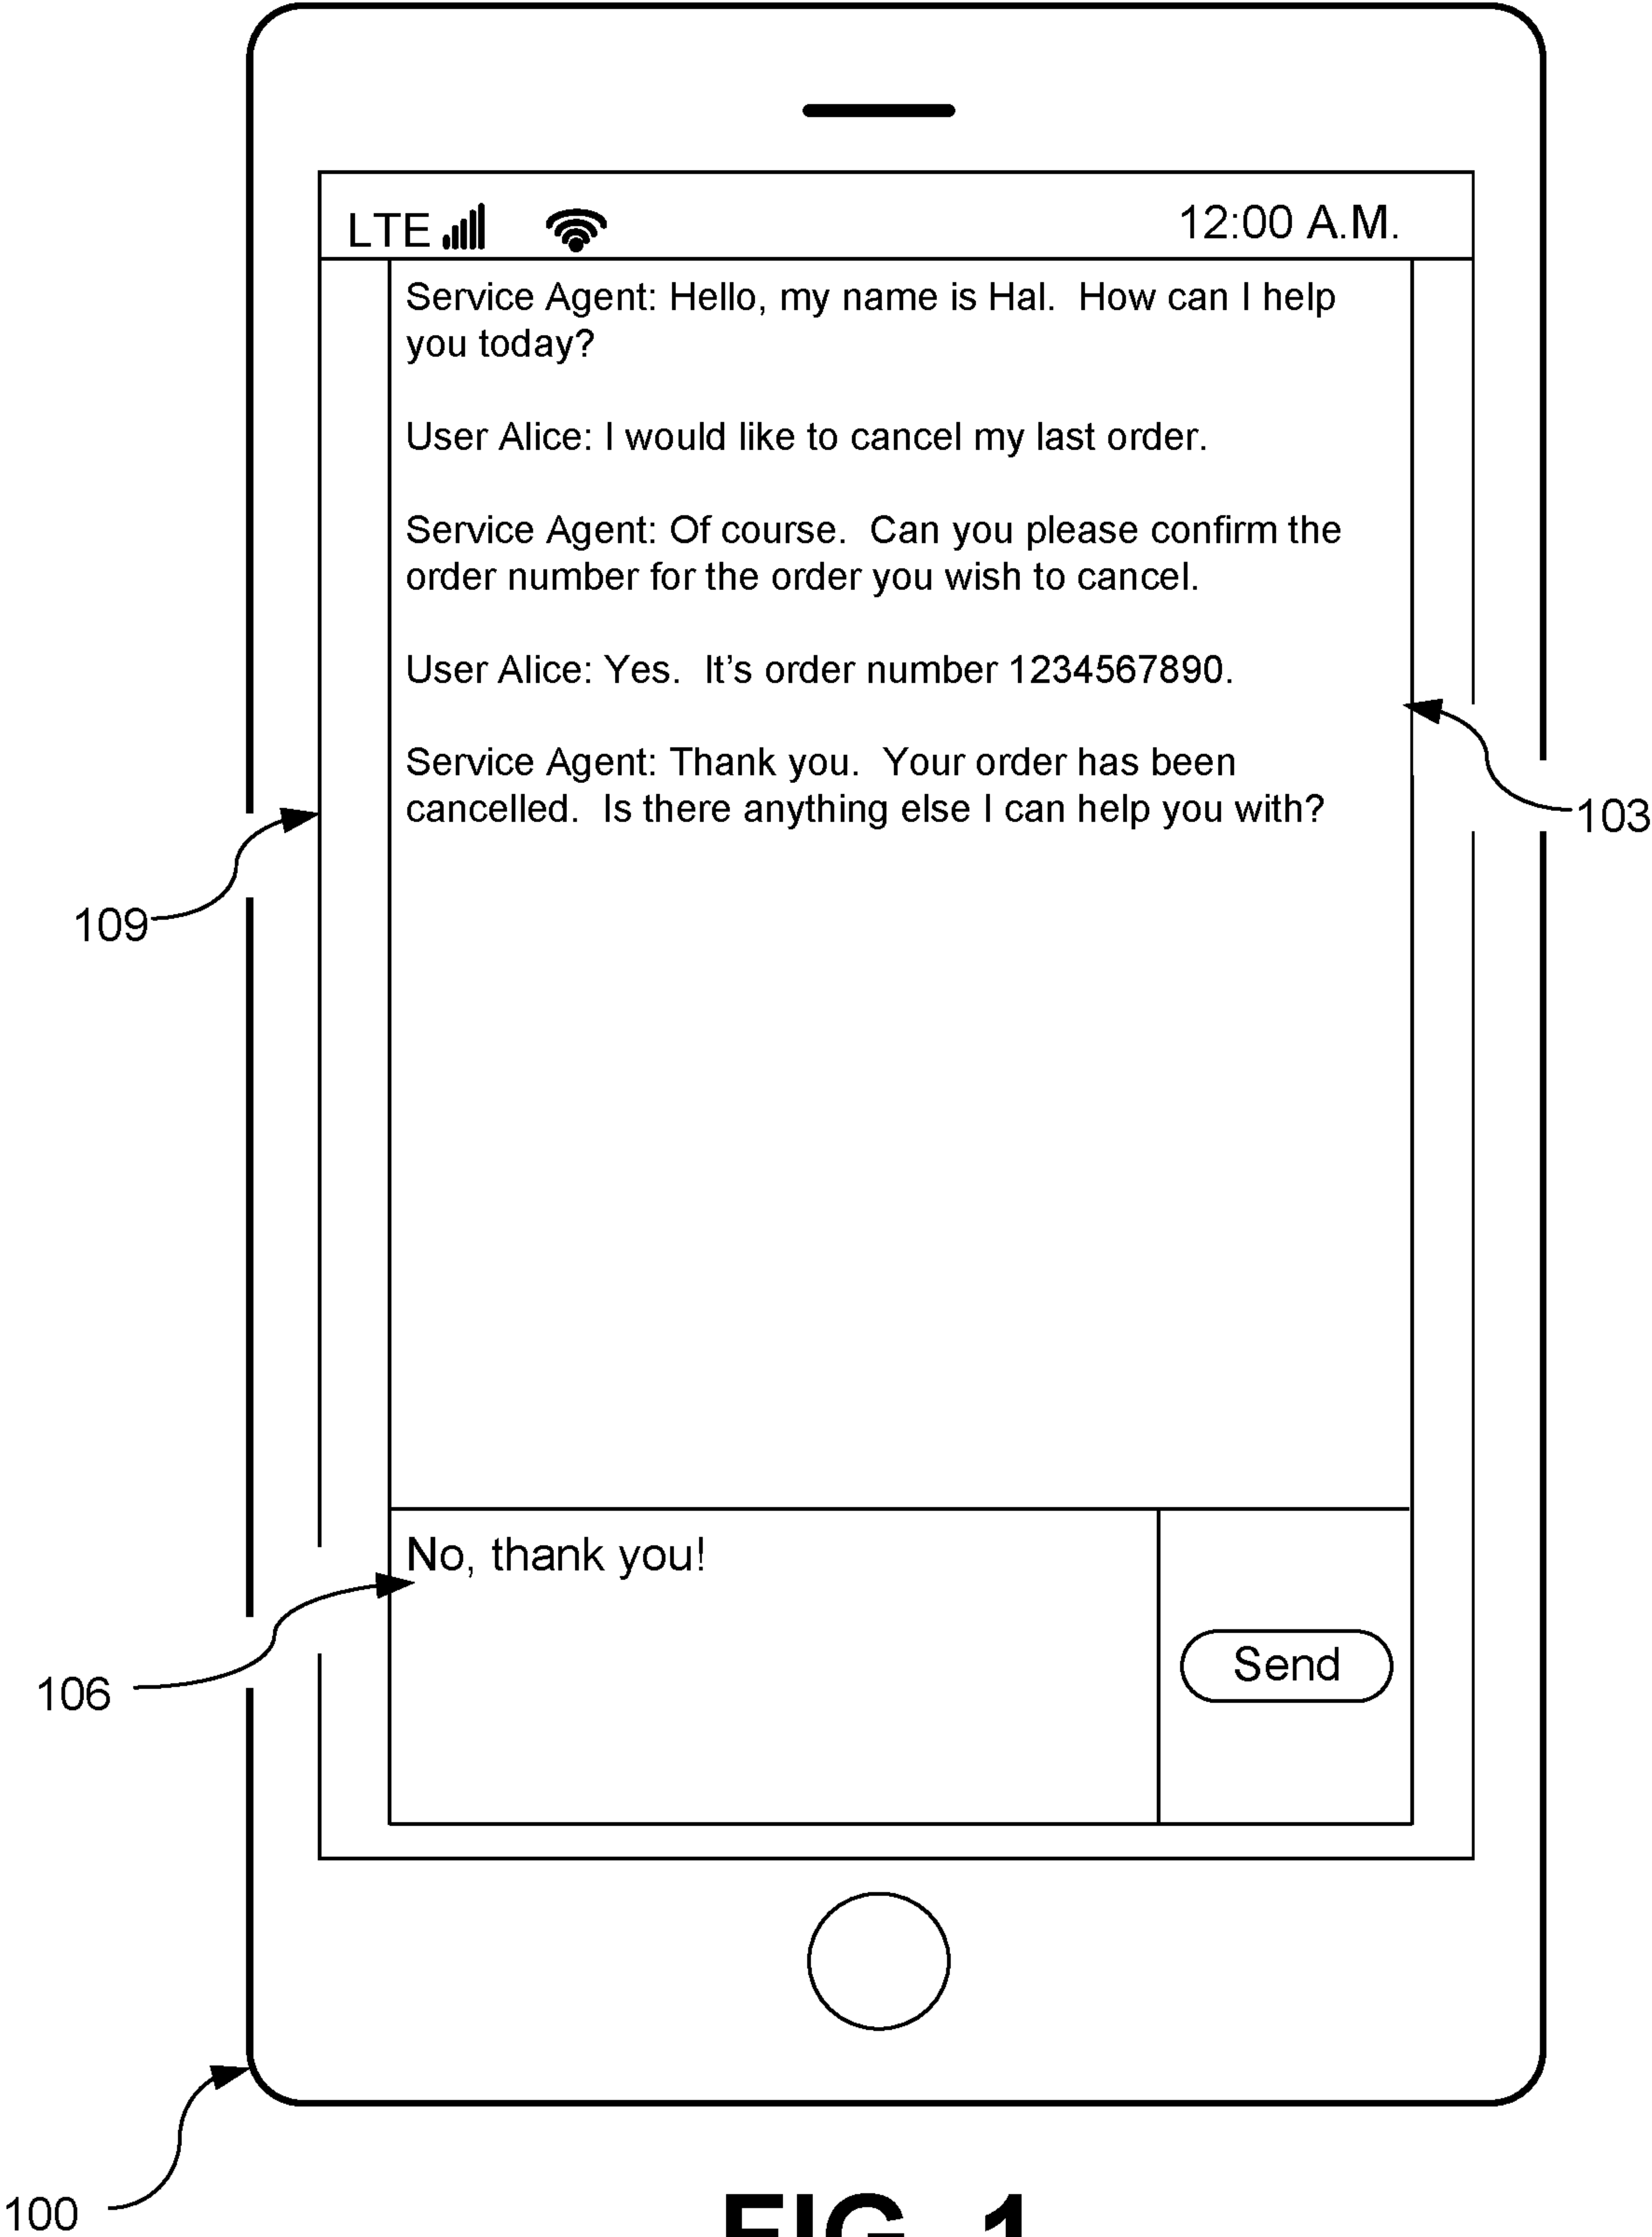 LTE 12:00 A.M.
Service Agent: Hello, my name is Hal.  How can I help
you today?
User Alice: I would like to cancel my last order.
Service Agent: Of course.  Can you please confirm the
order number for the order you wish to cancel.
User Alice: Yes.  It’s order number 1234567890.
Service Agent: Thank you.  Your order has been
cancelled.  Is there anything else I can help you with?
103
109
No, thank you!
Send
106
100
FIG. 1